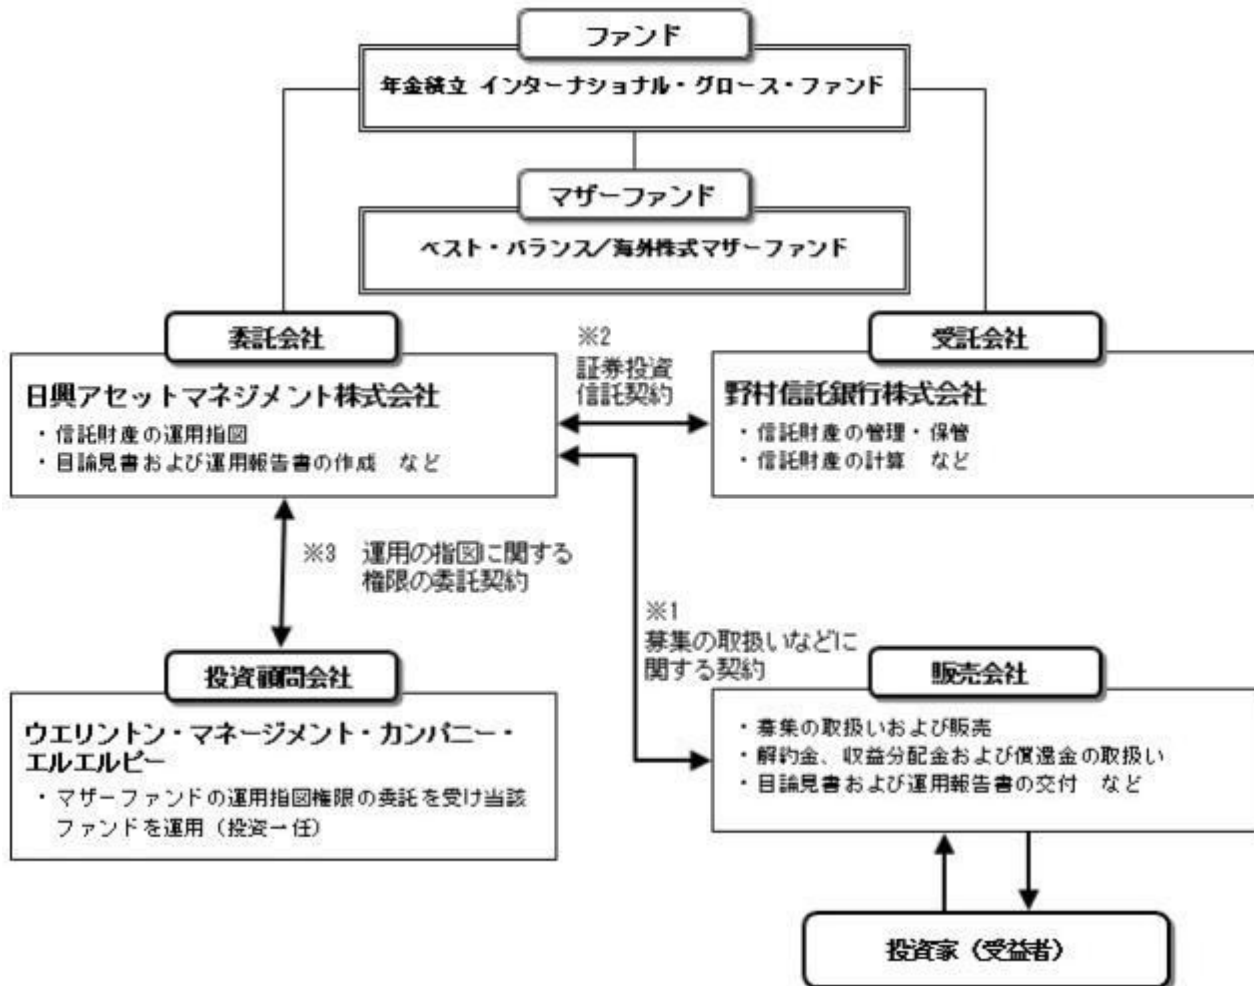 ファンド
年金積立 インターナショナル・グロース・ファンド
マザーファンド
ベスト・バランス／海外株式マザーファンド
委託会社
日興アセットマネジメント株式会社
・信託財産の運用指図
・目論見書および運用報告書の作成　など
※2
証券投資
信託契約
受託会社
野村信託銀行株式会社
・信託財産の管理・保管
・信託財産の計算　など
※3　運用の指図に関する
権限の委託契約
※1
募集の取扱いなどに
関する契約
投資顧問会社
ウエリントン・マネージメント・カンパニー・
エルエルピー
・マザーファンドの運用指図権限の委託を受け当該
ファンドを運用（投資一任）
販売会社
・募集の取扱いおよび販売
・解約金、収益分配金および償還金の取扱い
・目論見書および運用報告書の交付　など
投資家（受益者）